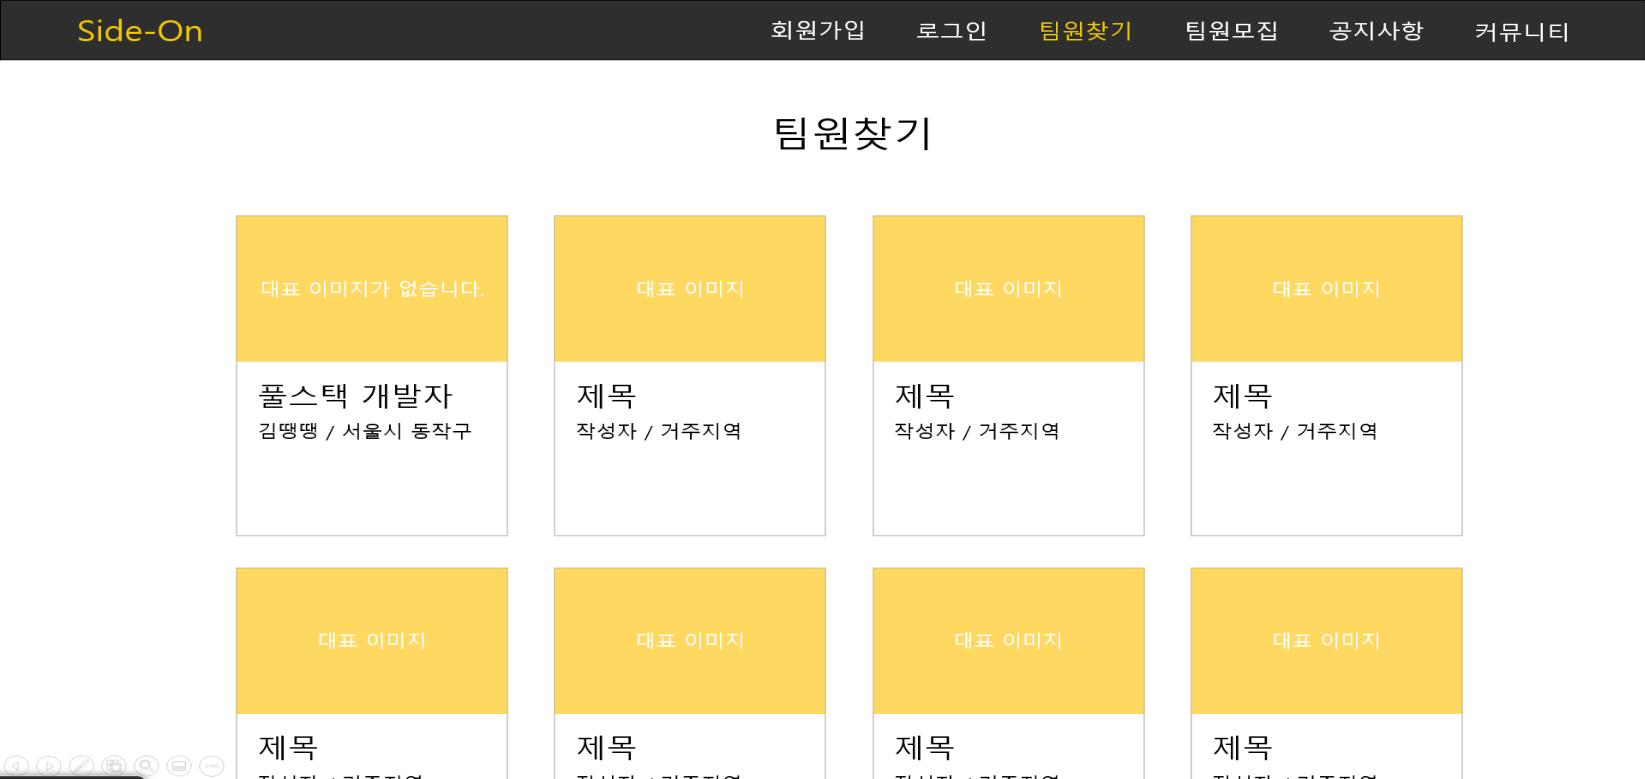 Side-On 회원가입 로그인 팀원찾기 팀원모집 공지사항 커뮤니티
팀원찾기
대표 이미지가 없습니다. 대표 이미지 대표 이미지 대표 이미지
풀스택 개발자 제목 제목 제목
김땡땡 / 서울시 동작구 작성자 / 거주지역 작성자 / 거주지역 작성자 / 거주지역
대표 이미지 대표 이미지 대표 이미지 대표 이미지
제목 제목 제목 제목